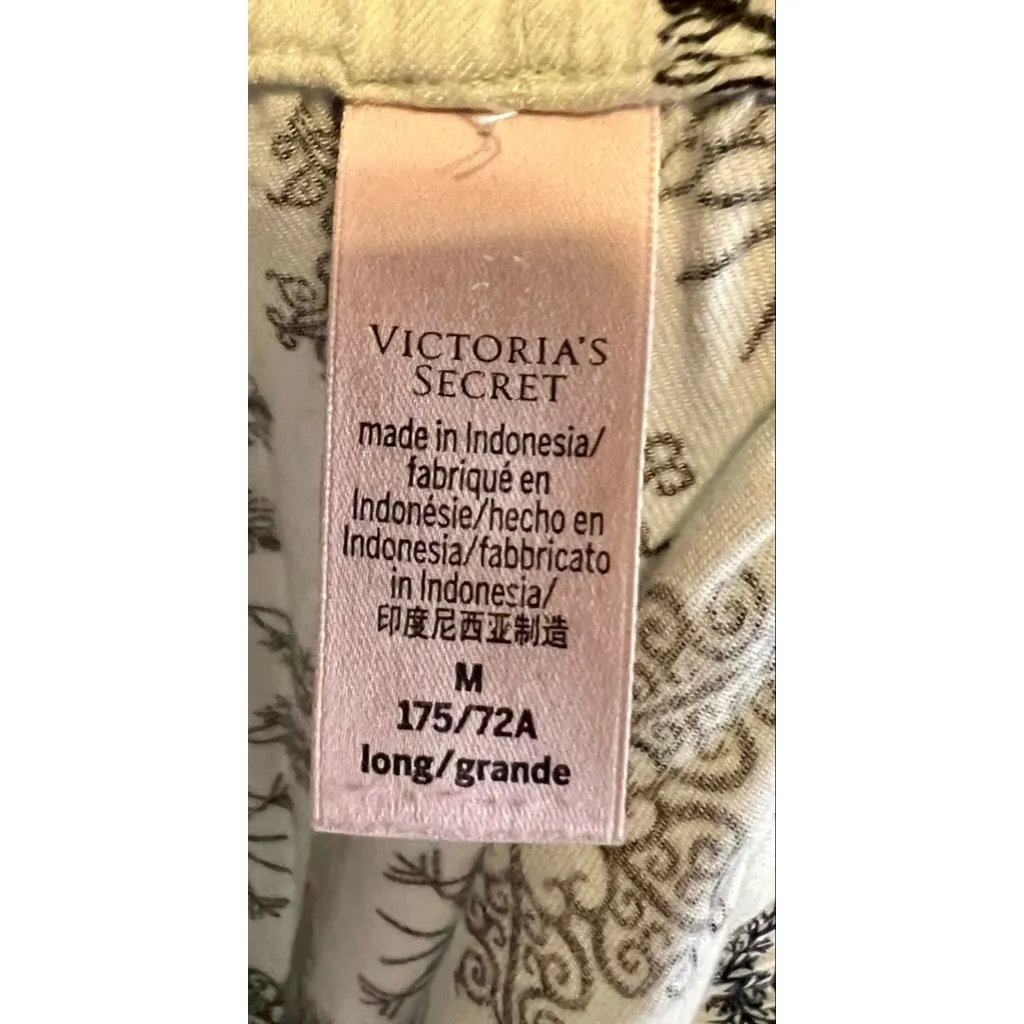 VICTORIA'S
SECRET
made in Indonesia/
fabriqué en
Indonésie/hecho en
Indonesia/fabbricato
in Indonesia/
印度尼西亚制造
M
175/72A
long/grande